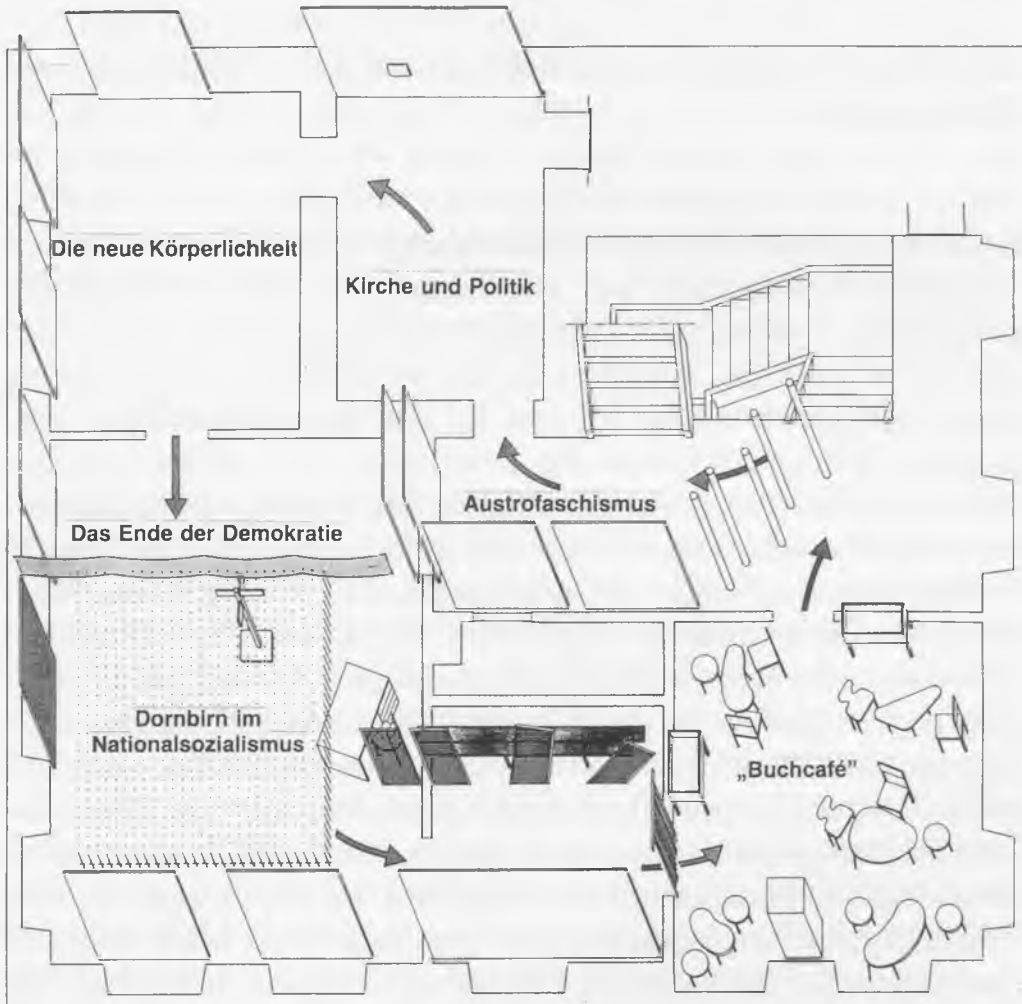 Die neue Körperlichkeit
Kirche und Politik
Austrofaschismus
Das Ende der Demokratie
Dornbirn im
Nationalsozialismus
„Buchcafé”